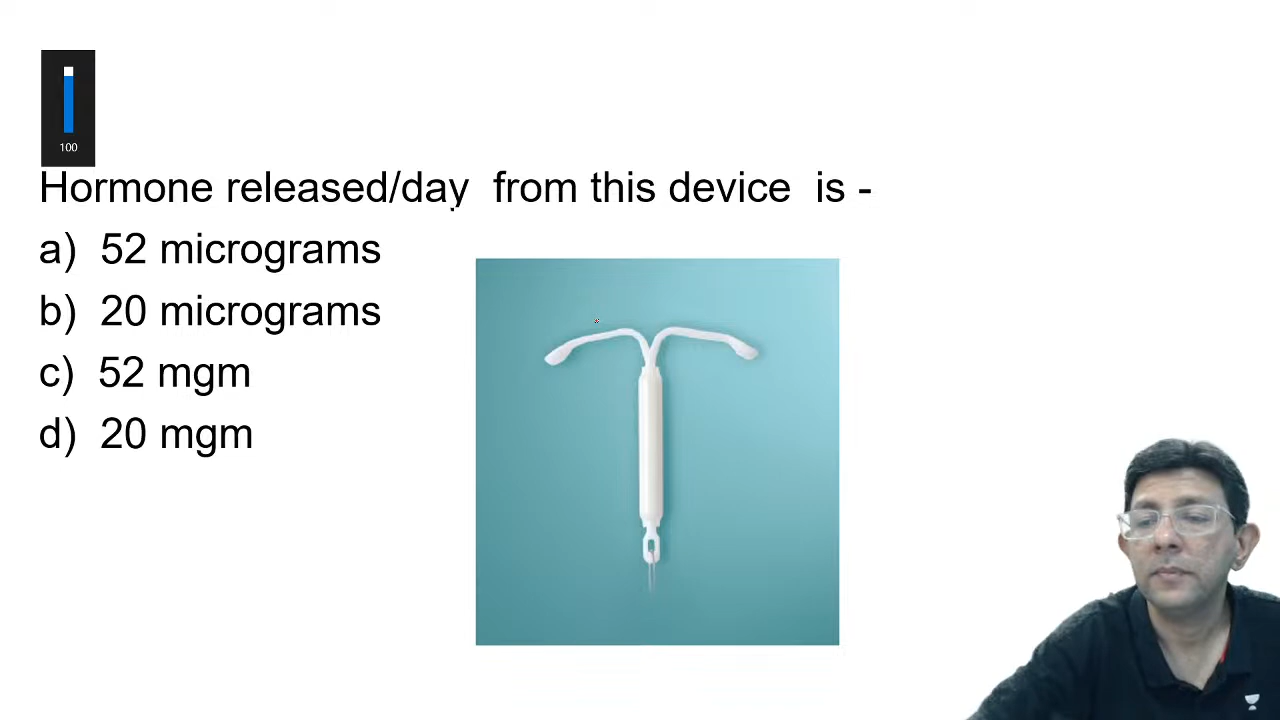 100
Hormone released/day from this device is -
a) 52 micrograms
b) 20 micrograms
c) 52 mgm
d) 20 mgm